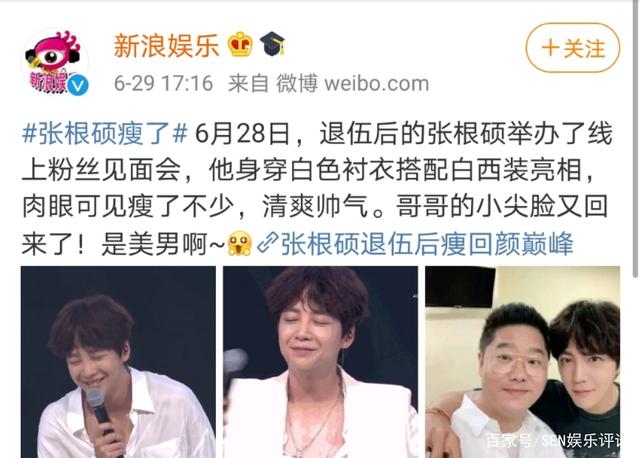 新浪娱乐
新浪娱
+关注
6-29 17:16 来自 微博 weibo.com
#张根硕瘦了# 6月28日，退伍后的张根硕举办了线
上粉丝见面会，他身穿白色衬衣搭配白西装亮相，
肉眼可见瘦了不少，清爽帅气。哥哥的小尖脸又回
来了！是美男啊~😱张根硕退伍后瘦回颜巅峰
百家号/SEN娱乐评论